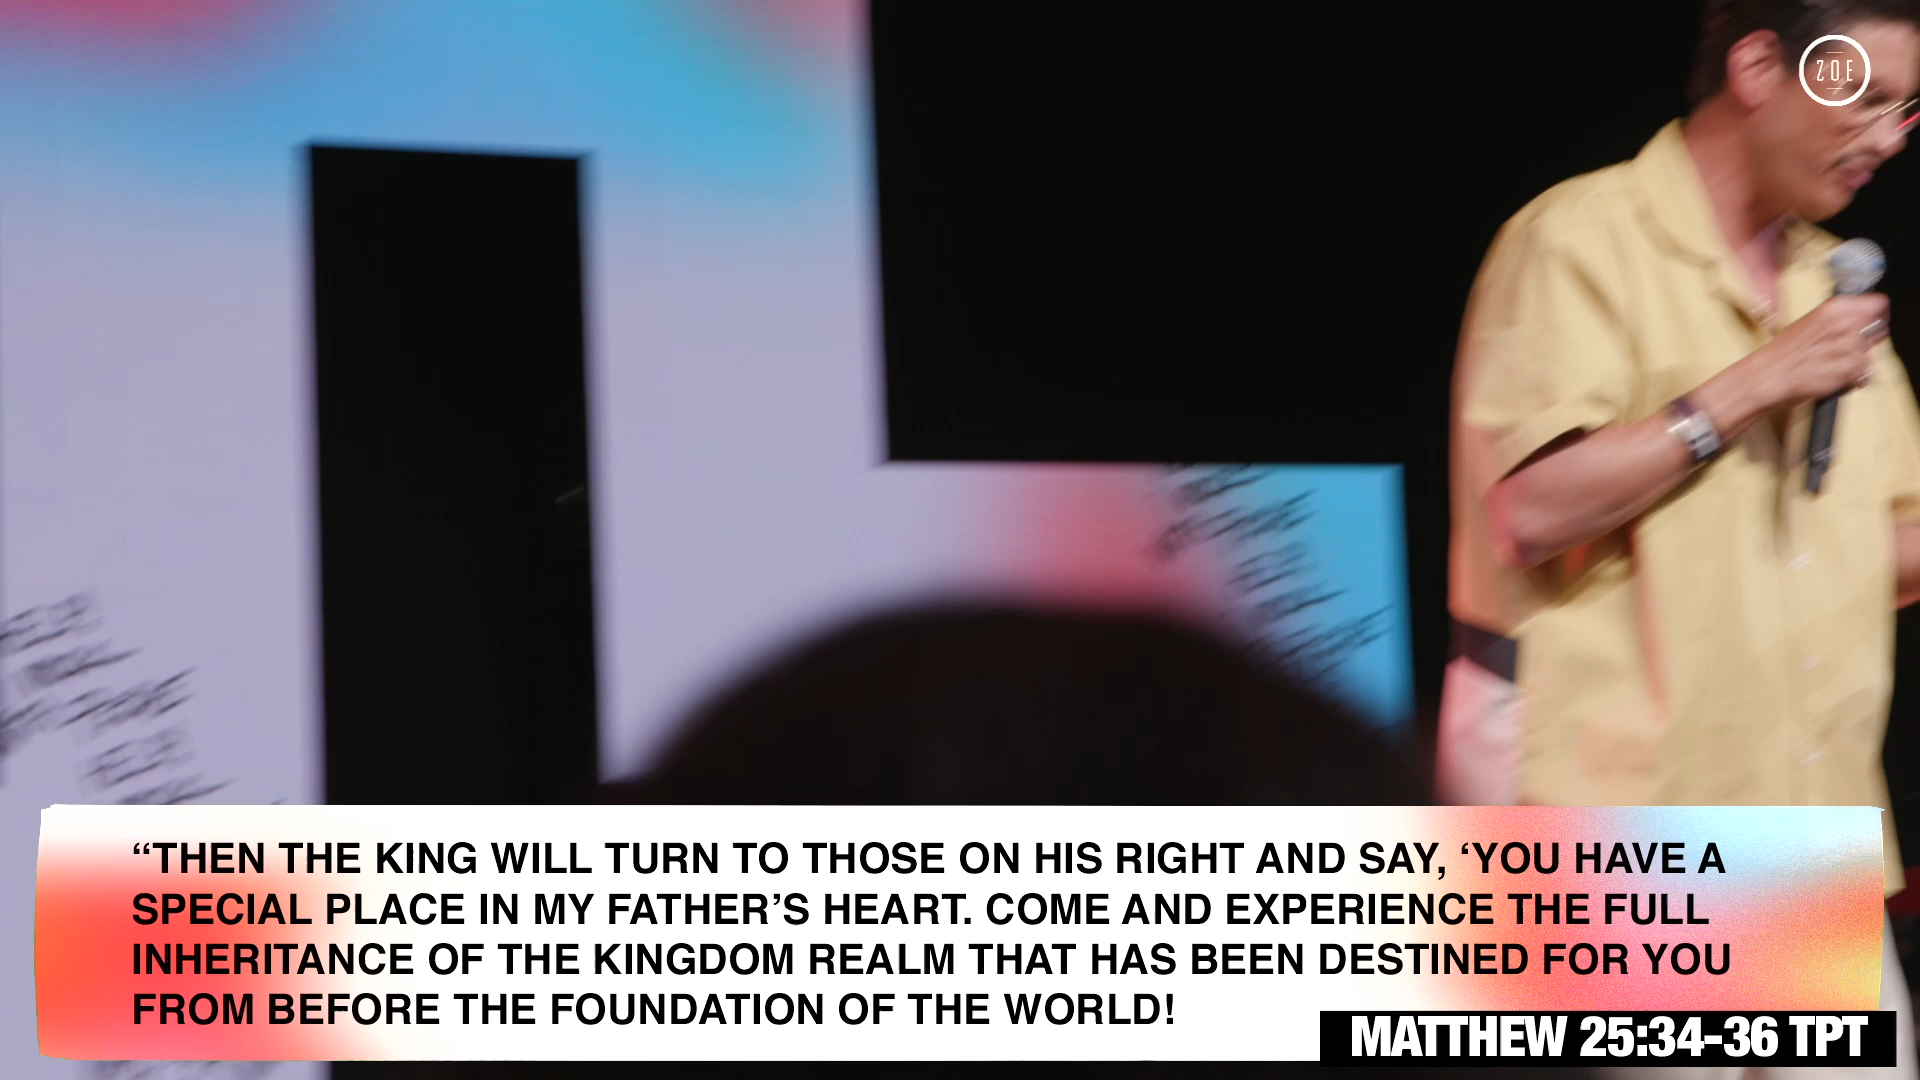 ZOE
“THEN THE KING WILL TURN TO THOSE ON HIS RIGHT AND SAY, ‘YOU HAVE A
SPECIAL PLACE IN MY FATHER’S HEART. COME AND EXPERIENCE THE FULL
INHERITANCE OF THE KINGDOM REALM THAT HAS BEEN DESTINED FOR YOU
FROM BEFORE THE FOUNDATION OF THE WORLD!
MATTHEW 25:34-36 TPT